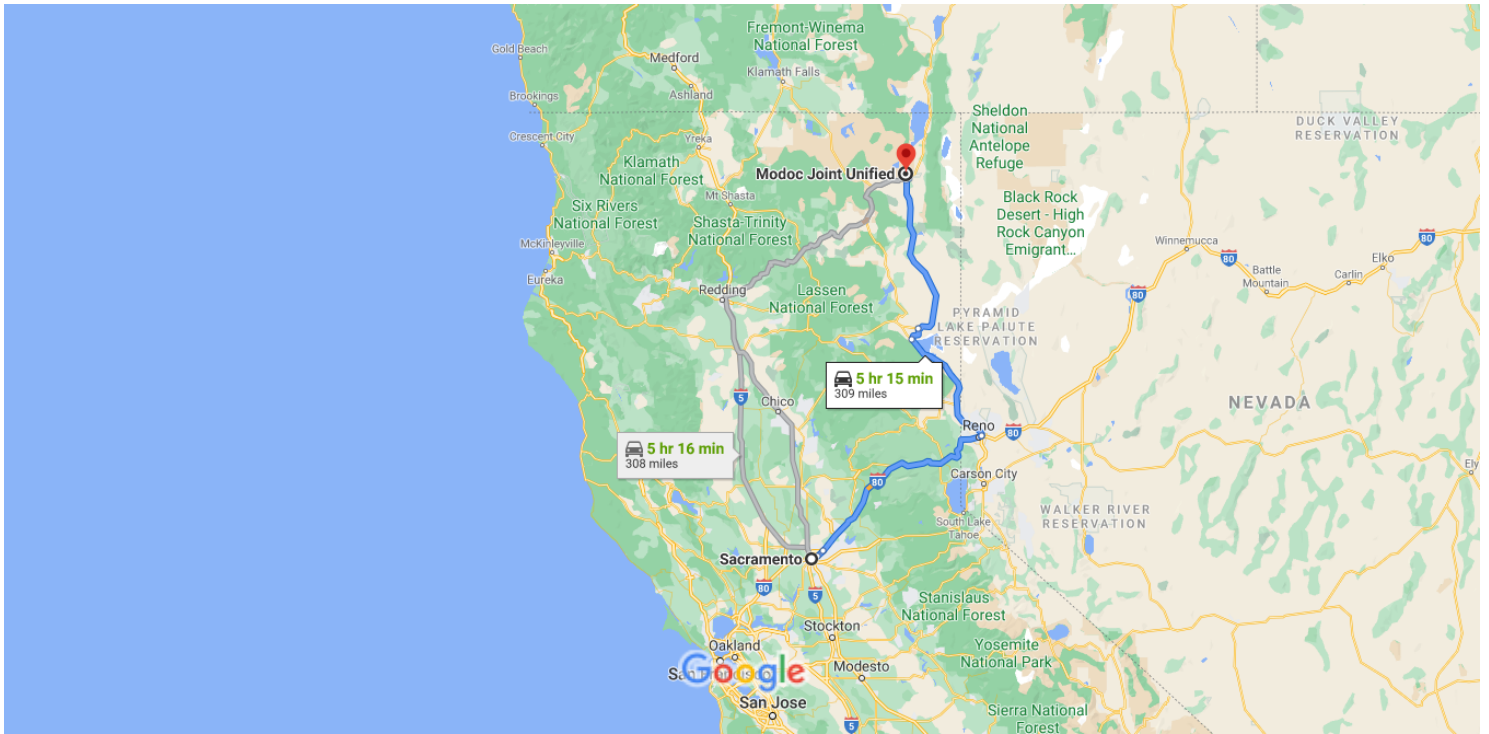 Fremont-Winema
National Forest
Gold Beach
Medford
Klamath Falls
Ashland
Brookings
Sheldon
National
Antelope
Refuge
DUCK VALLEY
RESERVATION
Crescent City
Yreka
Klamath
National Forest
Modoc Joint Unified
Mt Shasta
Black Rock
Desert - High
Rock Canyon
Emigrant...
Six Rivers
National Forest
Shasta-Trinity
National Forest
McKinleyville
Winnemucca
80
80
Elko
Eureka
Battle
Mountain
Carlin
Redding
Lassen
National Forest
80
PYRAMID
LAKE PAIUTE
RESERVATION
5 hr 15 min
309 miles
5
Chico
NEVADA
Reno
80
5 hr 16 min
308 miles
Carson City
Ely
80
WALKER RIVER
RESERVATION
South Lake
Tahoe
Sacramento
80
5
Stanislaus
National Forest
Stockton
Oakland
Yosemite
National Park
Modesto
Google
San Jose
Sierra National
Forest
5